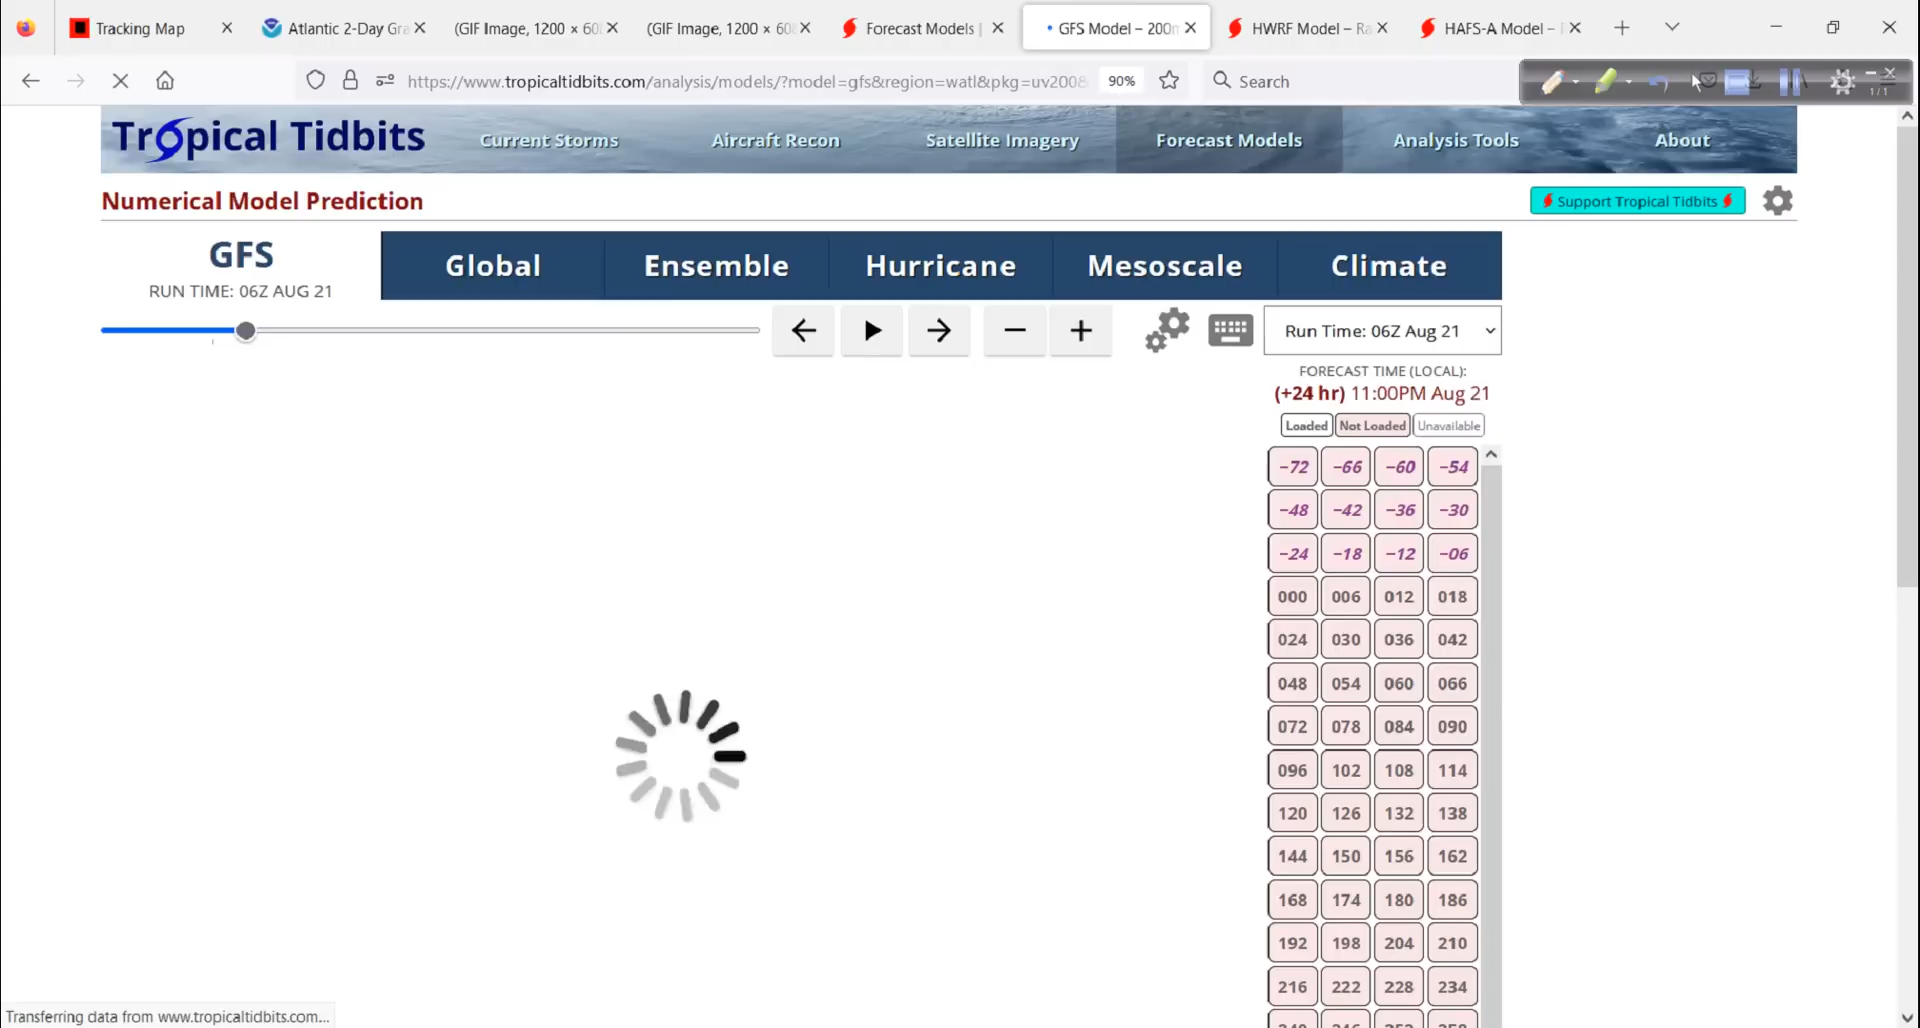 Tracking Map
Atlantic 2-Day Gra
(GIF Image, 1200 × 60
(GIF Image, 1200 × 60
Forecast Models |
GFS Model – 200m
HWRF Model – Ra
HAFS-A Model –
https://www.tropicaltidbits.com/analysis/models/?model=gfs&region=watl&pkg=uv200&
90%
Search
1/1
Tropical Tidbits
Current Storms
Aircraft Recon
Satellite Imagery
Forecast Models
Analysis Tools
About
Numerical Model Prediction
Support Tropical Tidbits
GFS
RUN TIME: 06Z AUG 21
Global
Ensemble
Hurricane
Mesoscale
Climate
Run Time: 06Z Aug 21
FORECAST TIME (LOCAL):
(+24 hr) 11:00PM Aug 21
Loaded Not Loaded Unavailable
−72 −66 −60 −54
−48 −42 −36 −30
−24 −18 −12 −06
000 006 012 018
024 030 036 042
048 054 060 066
072 078 084 090
096 102 108 114
120 126 132 138
144 150 156 162
168 174 180 186
192 198 204 210
216 222 228 234
Transferring data from www.tropicaltidbits.com...